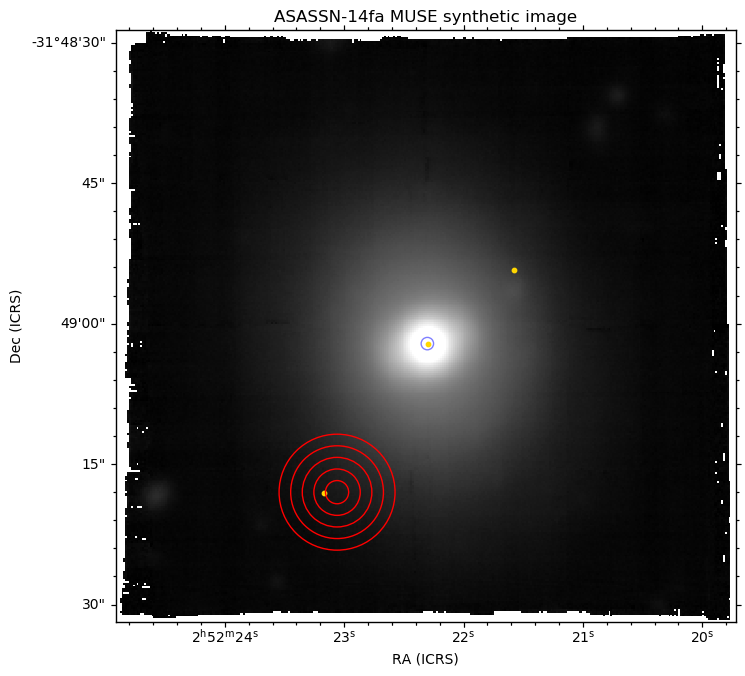 ASASSN-14fa MUSE synthetic image
-31°48'30"
45"
49'00"
15"
30"
Dec (ICRS)
2ʰ52ᵐ24ˢ 23ˢ 22ˢ 21ˢ 20ˢ
RA (ICRS)